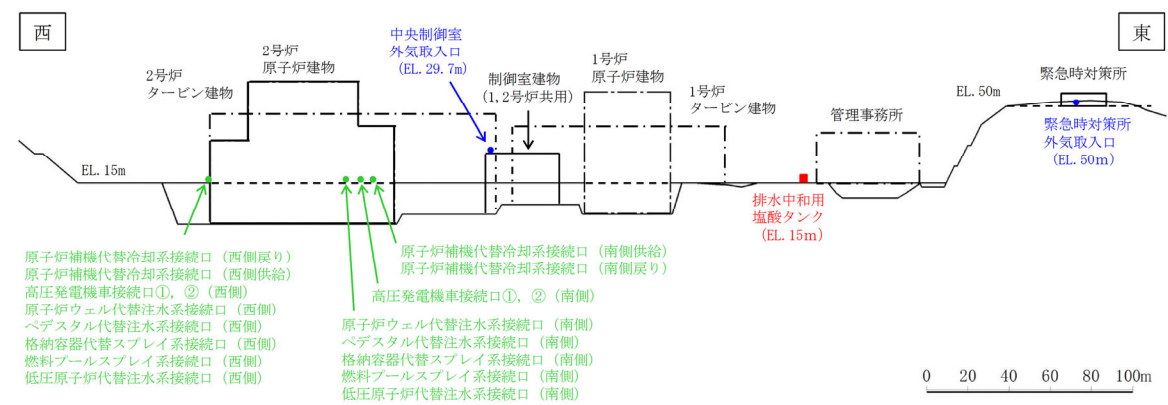 西
東
中央制御室
外気取入口
(EL.29.7m)
2号炉
原子炉建物
2号炉
タービン建物
制御室建物
(1,2号炉共用)
1号炉
原子炉建物
1号炉
タービン建物
管理事務所
緊急時対策所
EL.50m
緊急時対策所
外気取入口
(EL.50m)
EL.15m
排水中和用
塩酸タンク
(EL.15m)
原子炉補機代替冷却系接続口（西側戻り）
原子炉補機代替冷却系接続口（西側供給）
高圧発電機車接続口①，②（西側）
原子炉ウェル代替注水系接続口（西側）
ペデスタル代替注水系接続口（西側）
格納容器代替スプレイ系接続口（西側）
燃料プールスプレイ系接続口（西側）
低圧原子炉代替注水系接続口（西側）
原子炉補機代替冷却系接続口（南側供給）
原子炉補機代替冷却系接続口（南側戻り）
高圧発電機車接続口①，②（南側）
原子炉ウェル代替注水系接続口（南側）
ペデスタル代替注水系接続口（南側）
格納容器代替スプレイ系接続口（南側）
燃料プールスプレイ系接続口（南側）
低圧原子炉代替注水系接続口（南側）
0 20 40 60 80 100m